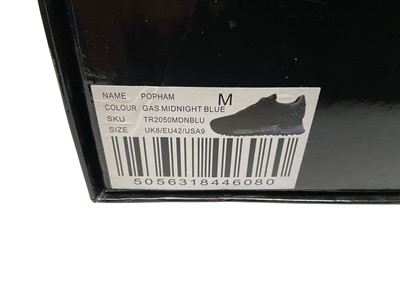 NAME POPHAM M
COLOUR GAS MIDNIGHT BLUE
SKU TR2050MDNBLU
SIZE UK8/EU42/USA9
5056318446080